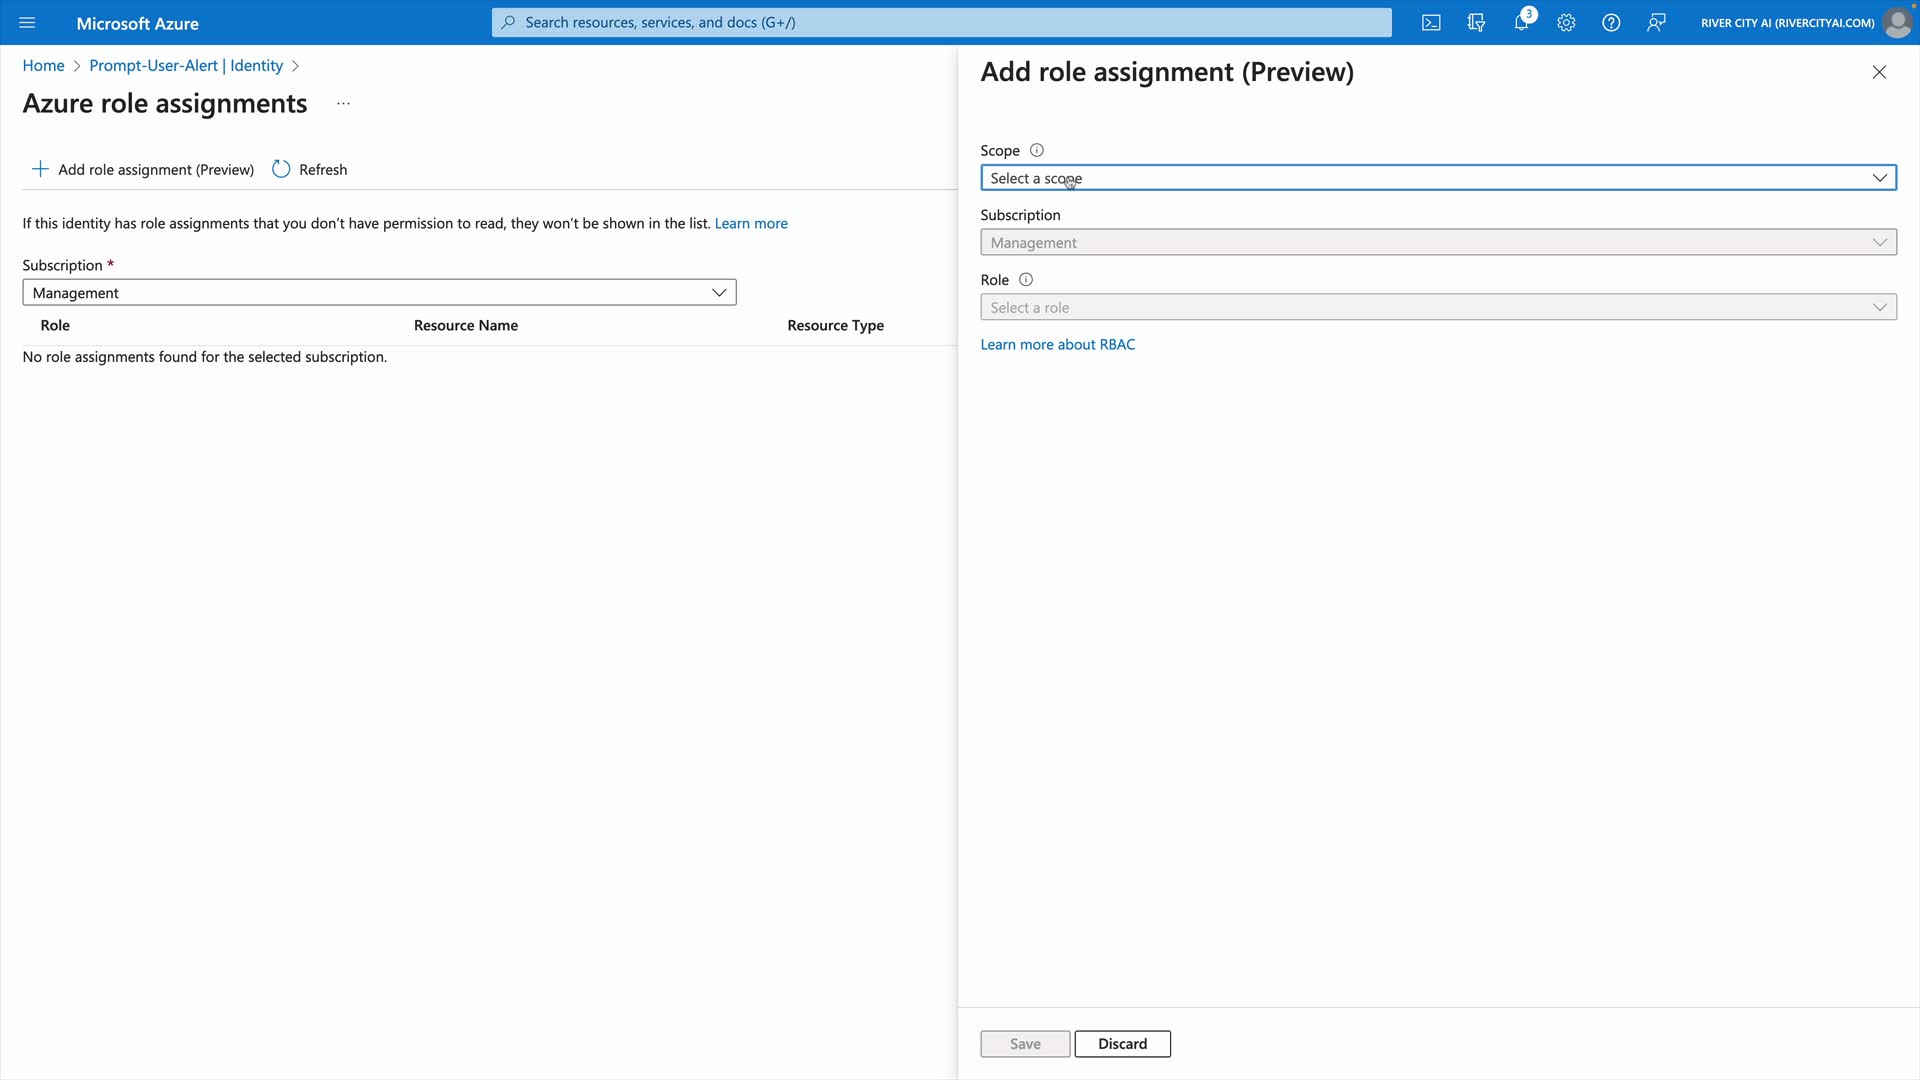 Microsoft Azure
Search resources, services, and docs (G+/)
3
RIVER CITY AI (RIVERCITYAI.COM)
Home > Prompt-User-Alert | Identity >
Azure role assignments ...
Add role assignment (Preview)
Refresh
If this identity has role assignments that you don't have permission to read, they won't be shown in the list. Learn more
Subscription *
Management
Role Resource Name Resource Type
No role assignments found for the selected subscription.
Add role assignment (Preview)
Scope
Select a scope
Subscription
Management
Role
Select a role
Learn more about RBAC
Save
Discard